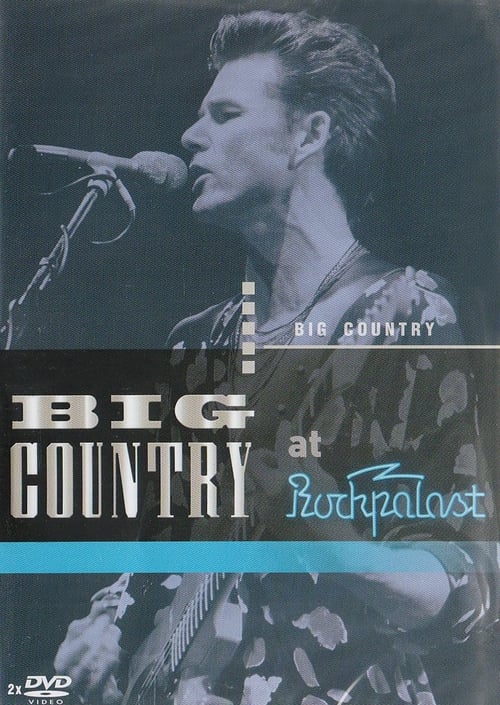 BIG COUNTRY
BIG
COUNTRY
at
Rockpalast
2x DVD
VIDEO